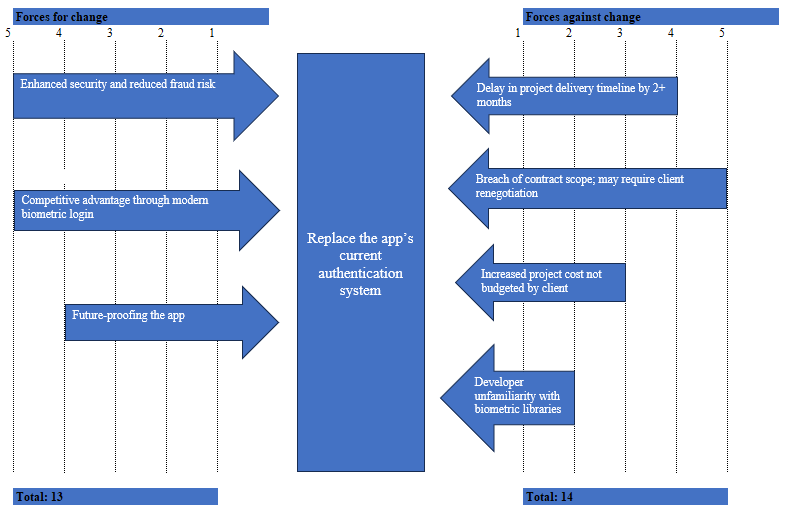 Forces for change
5 4 3 2 1
Enhanced security and reduced fraud risk
Competitive advantage through modern
biometric login
Future-proofing the app
Total: 13
Replace the app’s
current
authentication
system
Forces against change
1 2 3 4 5
Delay in project delivery timeline by 2+
months
Breach of contract scope; may require client
renegotiation
Increased project cost not
budgeted by client
Developer
unfamiliarity with
biometric libraries
Total: 14